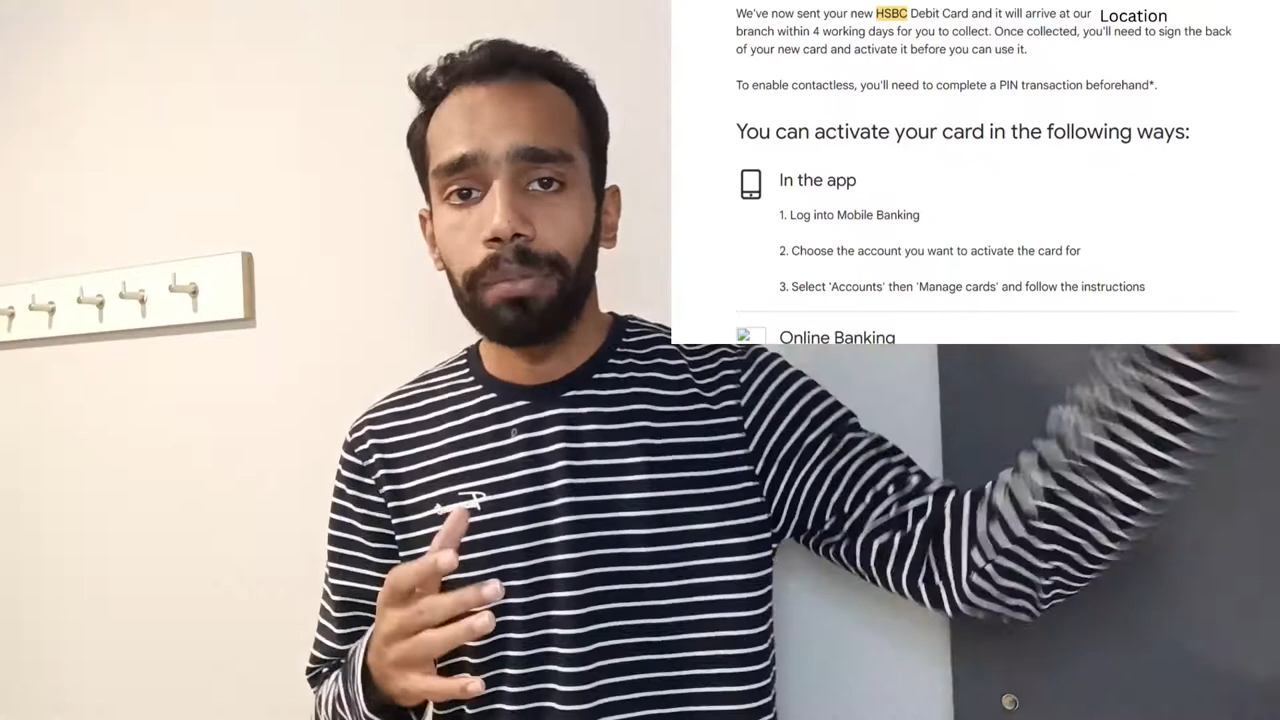 We've now sent your new HSBC Debit Card and it will arrive at our Location
branch within 4 working days for you to collect. Once collected, you'll need to sign the back
of your new card and activate it before you can use it.
To enable contactless, you'll need to complete a PIN transaction beforehand*.
You can activate your card in the following ways:
In the app
1. Log into Mobile Banking
2. Choose the account you want to activate the card for
3. Select 'Accounts' then 'Manage cards' and follow the instructions
Online Banking